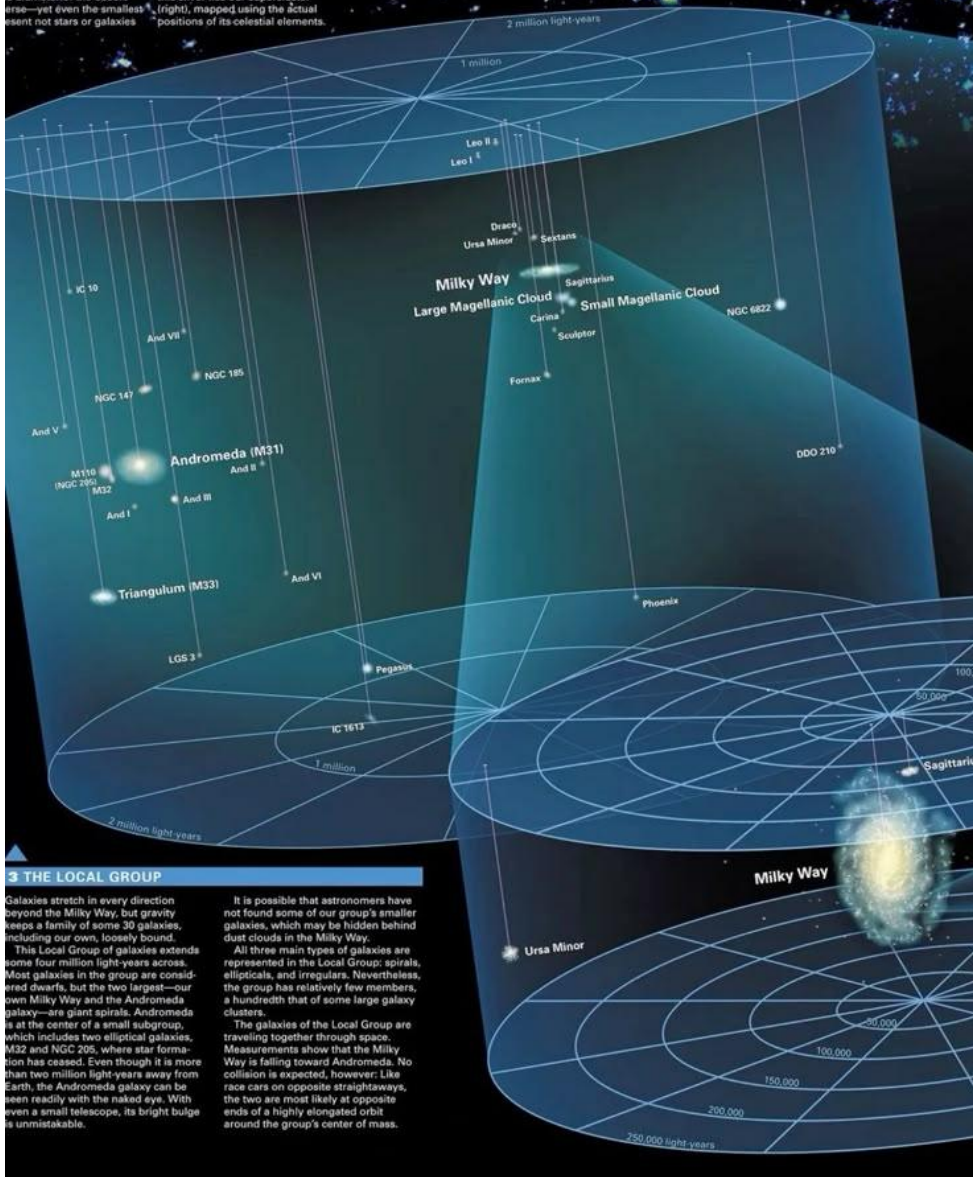 erse—yet even the smallest
esent not stars or galaxies
(right), mapped using the actual
positions of its celestial elements.
2 million light-years
1 million
Leo II
Leo I
Draco
Ursa Minor
Sextans
Milky Way
Sagittarius
Large Magellanic Cloud
Small Magellanic Cloud
Carina
Sculptor
NGC 6822
Fornax
IC 10
And VII
NGC 185
NGC 147
And V
Andromeda (M31)
And II
M110
(NGC 205)
M32
And III
And I
DDO 210
And VI
Triangulum (M33)
Phoenix
LGS 3
Pegasus
IC 1613
1 million
2 million light-years
100,
50,000
Sagittariu
Milky Way
Ursa Minor
50,000
100,000
150,000
200,000
250,000 light-years
3 THE LOCAL GROUP
Galaxies stretch in every direction
beyond the Milky Way, but gravity
keeps a family of some 30 galaxies,
including our own, loosely bound.
This Local Group of galaxies extends
some four million light-years across.
Most galaxies in the group are consid-
ered dwarfs, but the two largest—our
own Milky Way and the Andromeda
galaxy—are giant spirals. Andromeda
is at the center of a small subgroup,
which includes two elliptical galaxies,
M32 and NGC 205, where star forma-
tion has ceased. Even though it is more
than two million light-years away from
Earth, the Andromeda galaxy can be
seen readily with the naked eye. With
even a small telescope, its bright bulge
is unmistakable.
It is possible that astronomers have
not found some of our group's smaller
galaxies, which may be hidden behind
dust clouds in the Milky Way.
All three main types of galaxies are
represented in the Local Group: spirals,
ellipticals, and irregulars. Nevertheless,
the group has relatively few members,
a hundredth that of some large galaxy
clusters.
The galaxies of the Local Group are
traveling together through space.
Measurements show that the Milky
Way is falling toward Andromeda. No
collision is expected, however: Like
race cars on opposite straightaways,
the two are most likely at opposite
ends of a highly elongated orbit
around the group's center of mass.